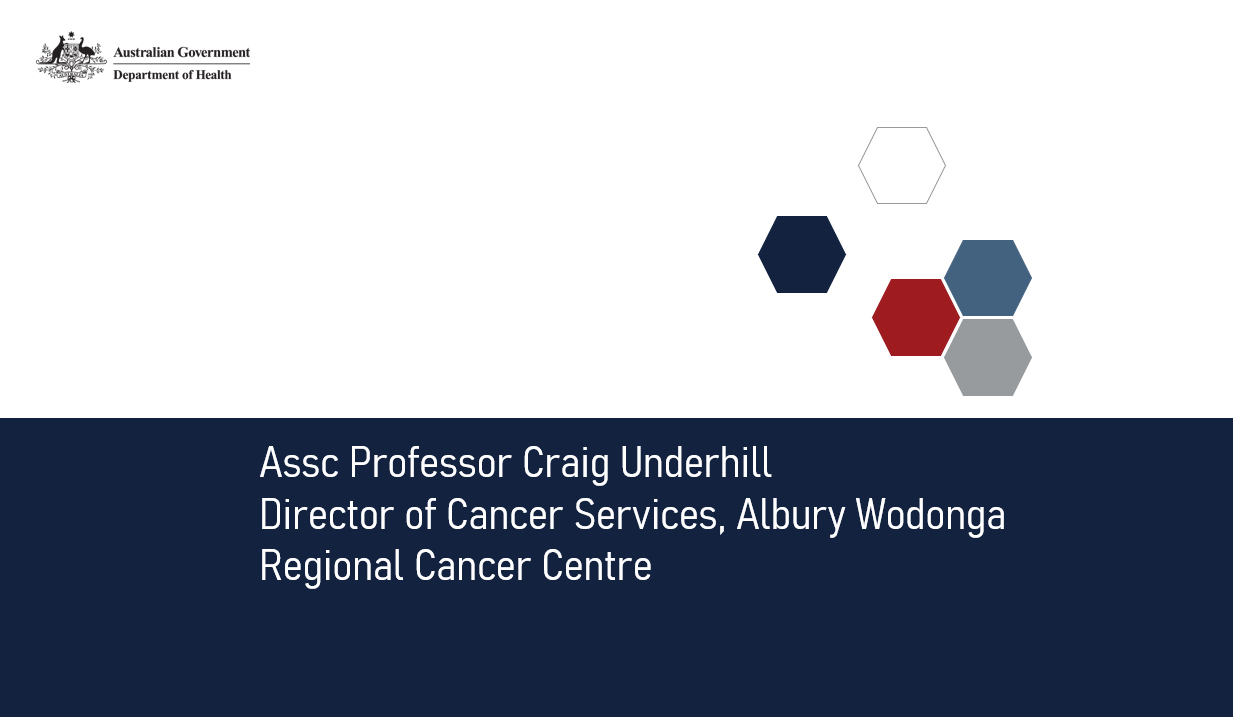 Australian Government
Department of Health
Assc Professor Craig Underhill
Director of Cancer Services, Albury Wodonga
Regional Cancer Centre